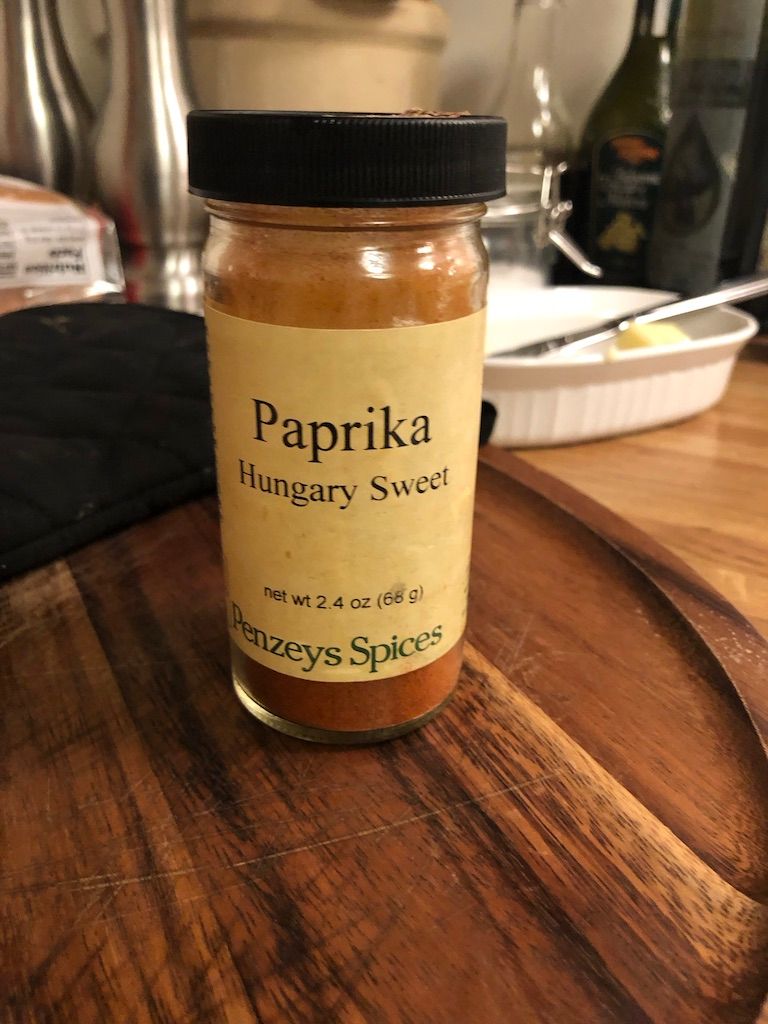 Paprika
Hungary Sweet
net wt 2.4 oz (68 g)
Penzeys Spices